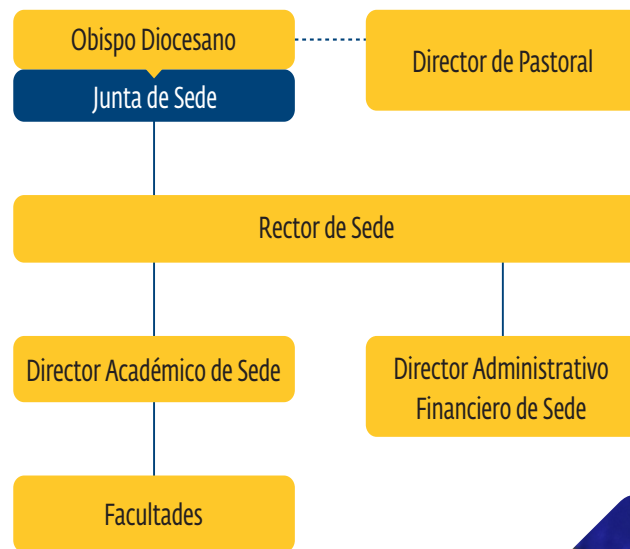 Obispo Diocesano
Director de Pastoral
Junta de Sede
Rector de Sede
Director Académico de Sede
Director Administrativo
Financiero de Sede
Facultades